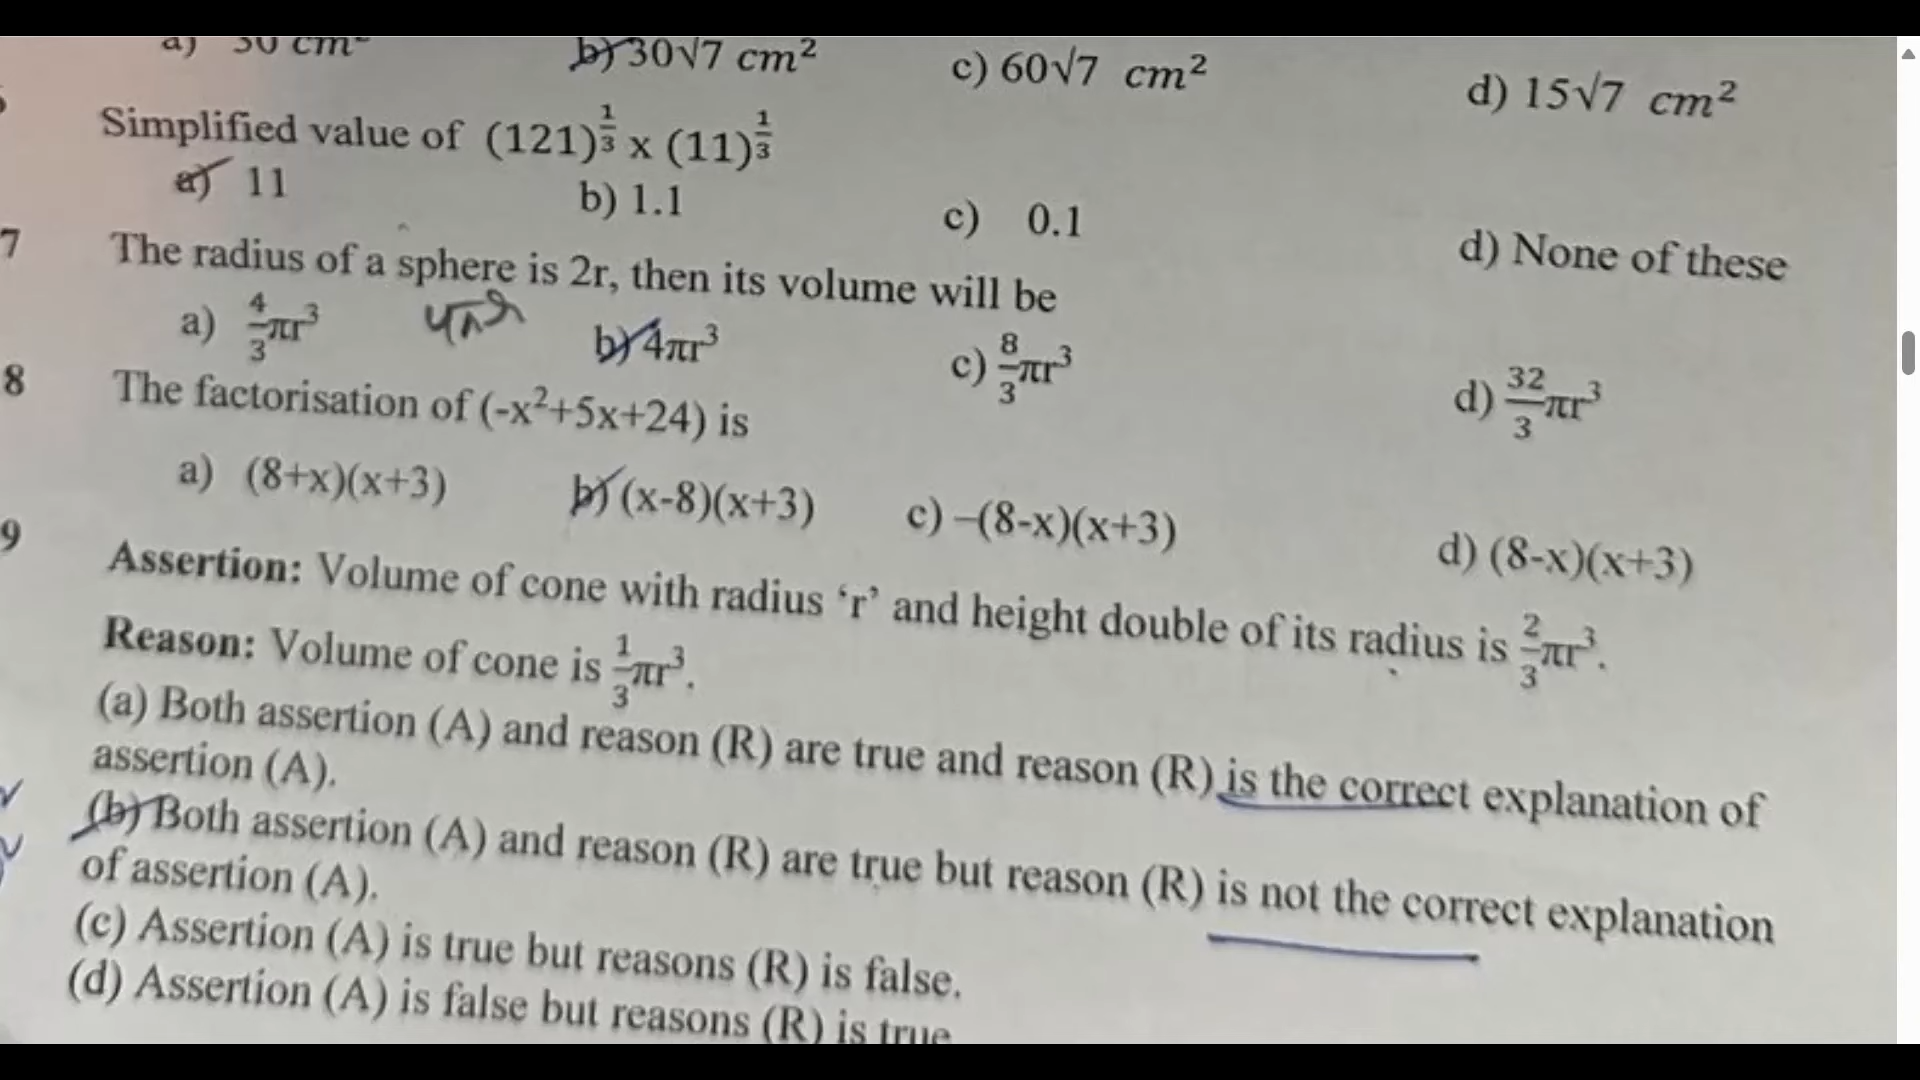 a) 30 cm²
b) 30√7 cm²
c) 60√7 cm²
d) 15√7 cm²
Simplified value of (121)^{1/3} x (11)^{1/3}
a) 11
b) 1.1
c) 0.1
d) None of these
7 The radius of a sphere is 2r, then its volume will be
a) 4/3 πr³
b) 4πr³
c) 8/3 πr³
d) 32/3 πr³
8 The factorisation of (-x²+5x+24) is
a) (8+x)(x+3)
b) (x-8)(x+3)
c) –(8-x)(x+3)
d) (8-x)(x+3)
9 Assertion: Volume of cone with radius ‘r’ and height double of its radius is 2/3 πr³.
Reason: Volume of cone is 1/3 πr³.
(a) Both assertion (A) and reason (R) are true and reason (R) is the correct explanation of
assertion (A).
(b) Both assertion (A) and reason (R) are true but reason (R) is not the correct explanation
of assertion (A).
(c) Assertion (A) is true but reasons (R) is false.
(d) Assertion (A) is false but reasons (R) is true